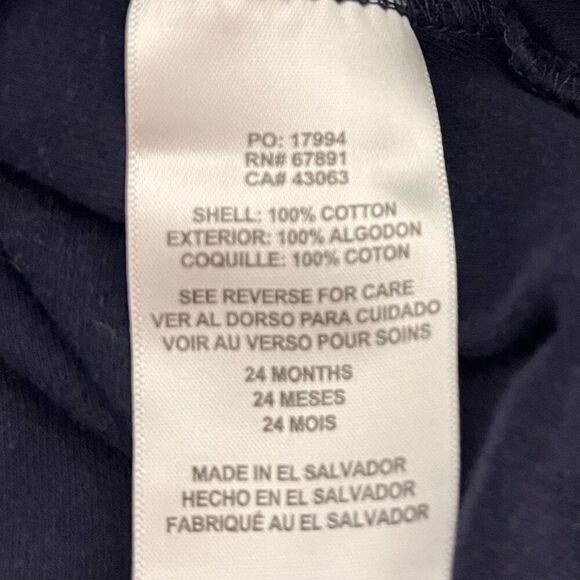 PO: 17994
RN# 67891
CA# 43063
SHELL: 100% COTTON
EXTERIOR: 100% ALGODON
COQUILLE: 100% COTON
SEE REVERSE FOR CARE
VER AL DORSO PARA CUIDADO
VOIR AU VERSO POUR SOINS
24 MONTHS
24 MESES
24 MOIS
MADE IN EL SALVADOR
HECHO EN EL SALVADOR
FABRIQUÉ AU EL SALVADOR